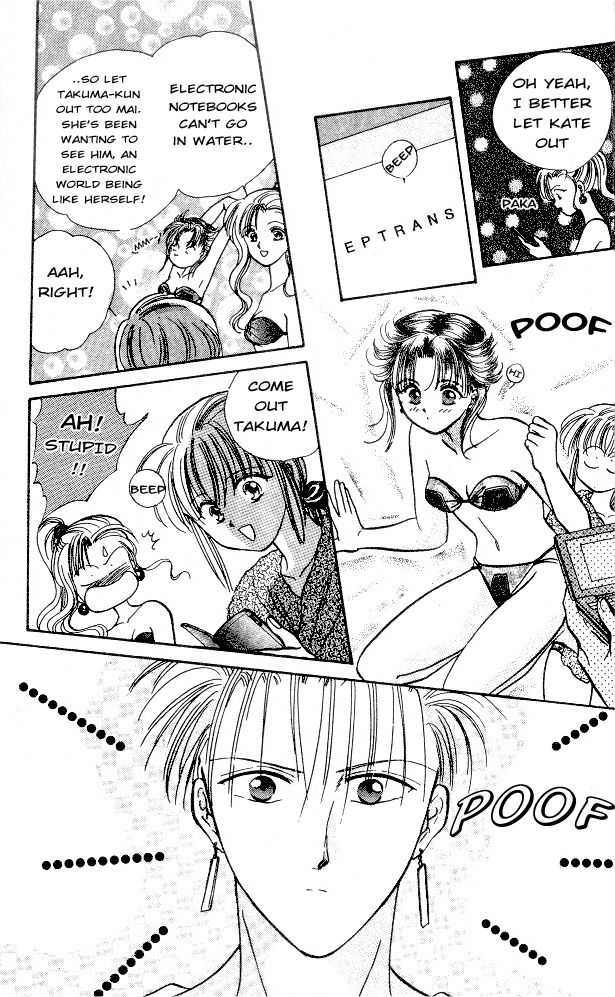 OH YEAH,
I BETTER
LET KATE
OUT
PAKA
BEEP
EPTRANS
POOF
HI
ELECTRONIC
NOTEBOOKS
CAN'T GO
IN WATER..
..SO LET
TAKUMA-KUN
OUT TOO MAI.
SHE'S BEEN
WANTING TO
SEE HIM, AN
ELECTRONIC
WORLD BEING
LIKE HERSELF!
AAH,
RIGHT!
COME
OUT
TAKUMA!
BEEP
AH!
STUPID
!!
POOF